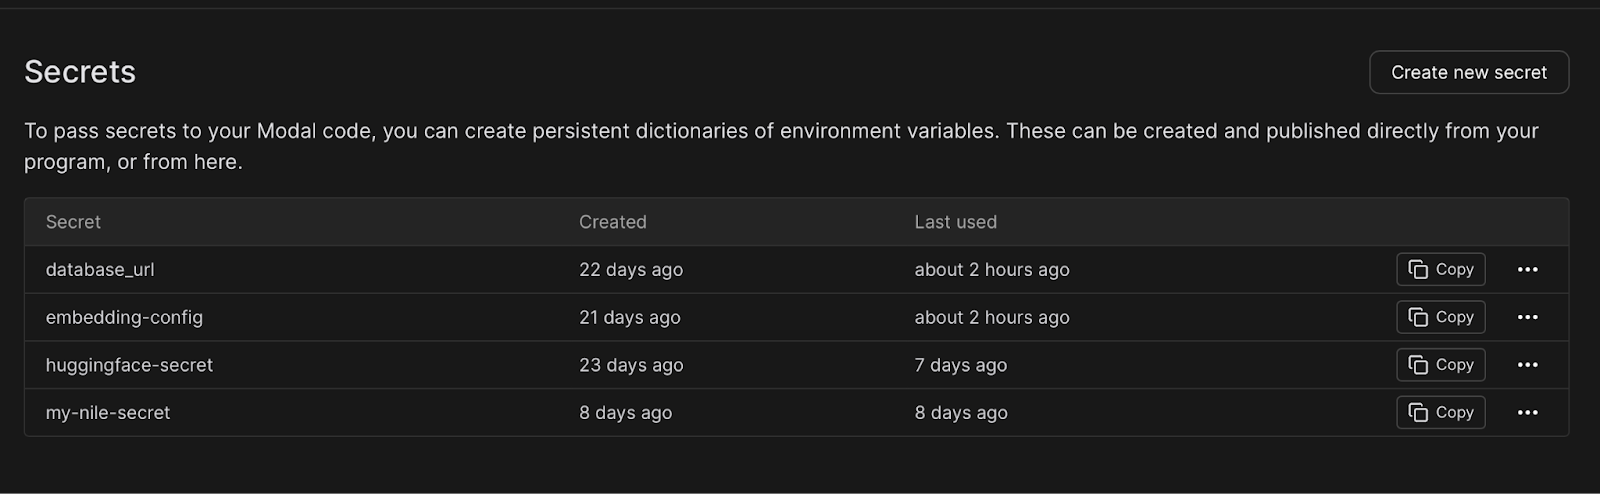 Secrets
Create new secret
To pass secrets to your Modal code, you can create persistent dictionaries of environment variables. These can be created and published directly from your
program, or from here.
Secret Created Last used
database_url 22 days ago about 2 hours ago Copy
embedding-config 21 days ago about 2 hours ago Copy
huggingface-secret 23 days ago 7 days ago Copy
my-nile-secret 8 days ago 8 days ago Copy